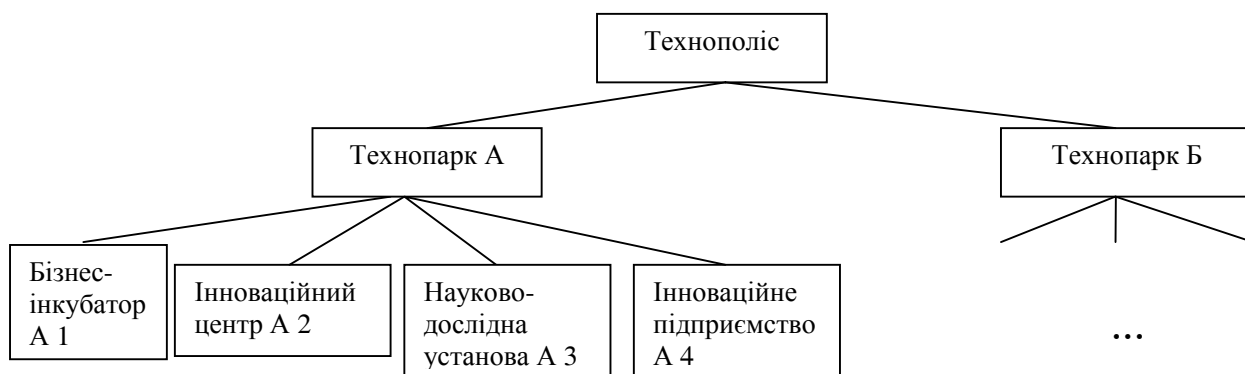 Технополіс
Технопарк А
Технопарк Б
Бізнес-
інкубатор
А 1
Інноваційний
центр А 2
Науково-
дослідна
установа А 3
Інноваційне
підприємство
А 4
...